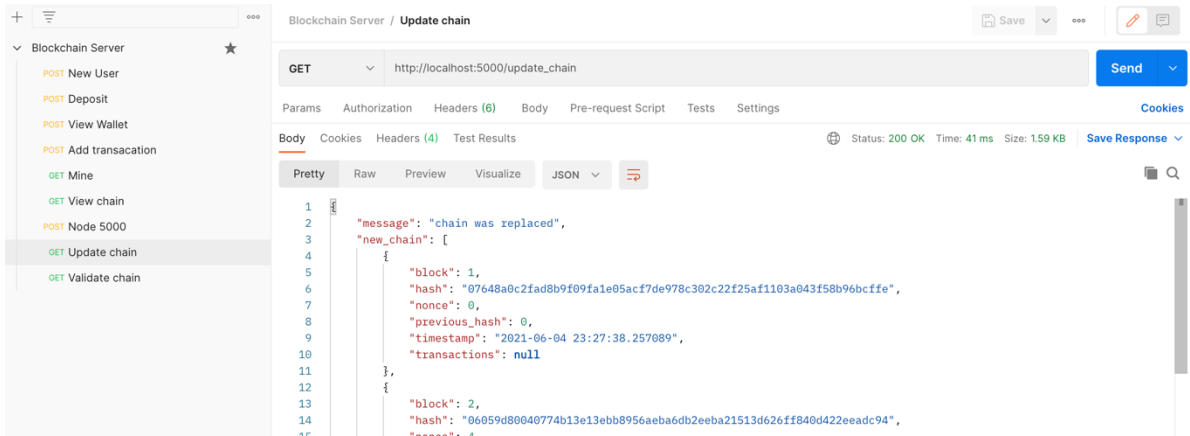 Blockchain Server / Update chain
Save
Blockchain Server
POST New User
POST Deposit
POST View Wallet
POST Add transacation
GET Mine
GET View chain
POST Node 5000
GET Update chain
GET Validate chain
GET http://localhost:5000/update_chain Send
Params Authorization Headers (6) Body Pre-request Script Tests Settings Cookies
Body Cookies Headers (4) Test Results Status: 200 OK Time: 41 ms Size: 1.59 KB Save Response
Pretty Raw Preview Visualize JSON
1 {
2 "message": "chain was replaced",
3 "new_chain": [
4 {
5 "block": 1,
6 "hash": "07648a0c2fad8b9f09fa1e05acf7de978c302c22f25af1103a043f58b96bcffe",
7 "nonce": 0,
8 "previous_hash": 0,
9 "timestamp": "2021-06-04 23:27:38.257089",
10 "transactions": null
11 },
12 {
13 "block": 2,
14 "hash": "06059d80040774b13e13ebb8956aeba6db2eeba21513d626ff840d422eeadc94",